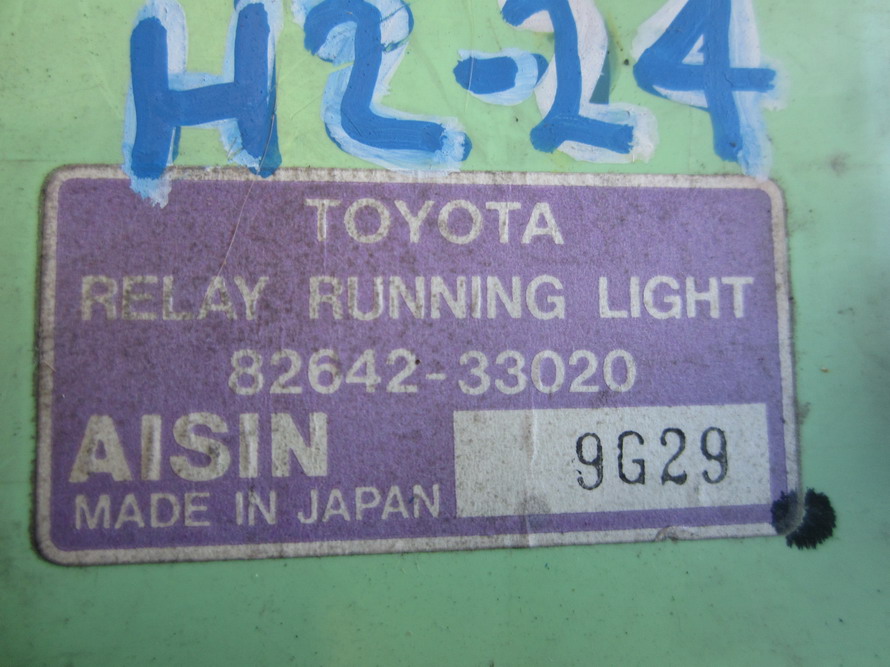 H2-24
TOYOTA
RELAY RUNNING LIGHT
82642-33020
AISIN
9G29
MADE IN JAPAN